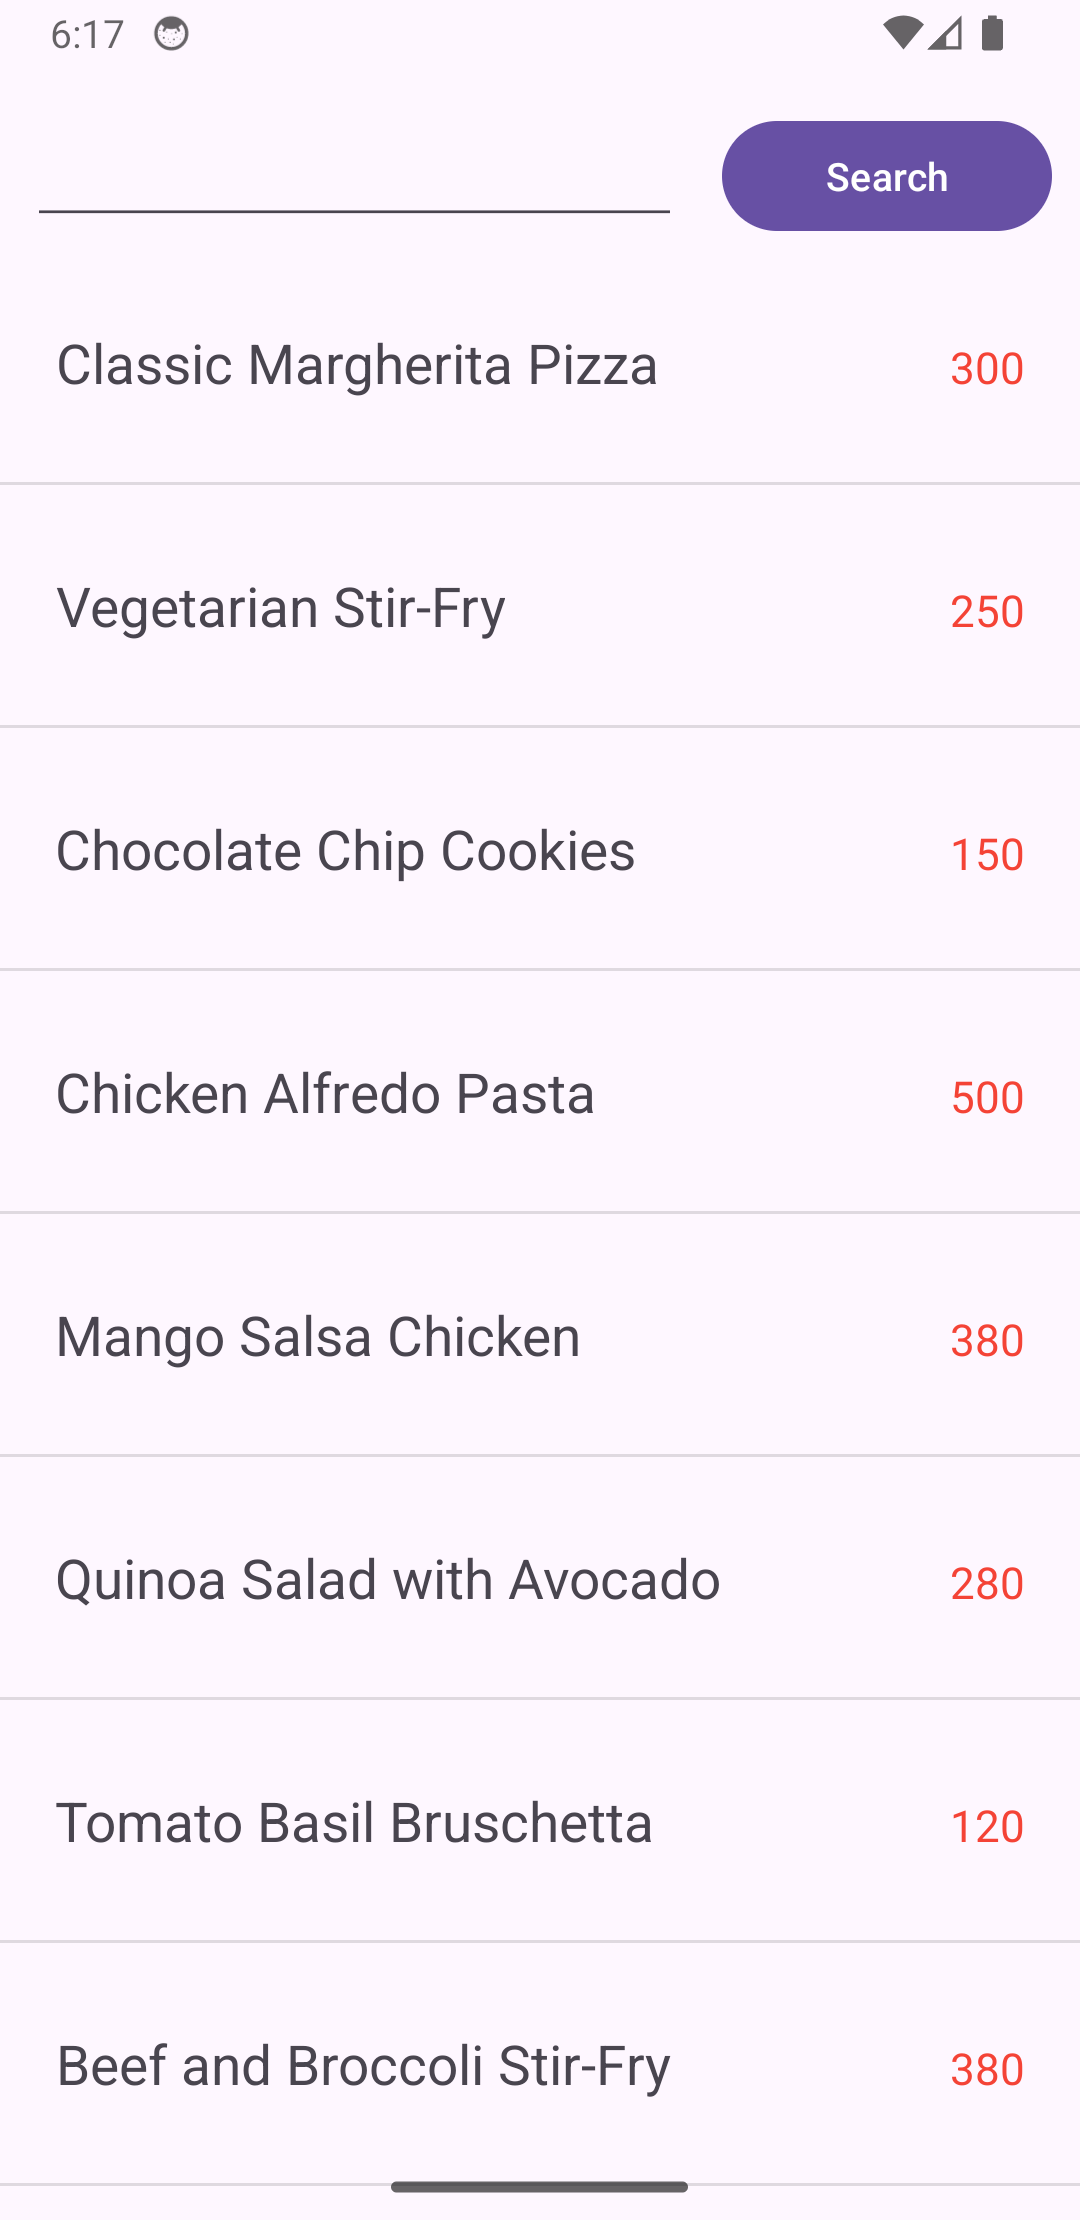 6:17
Search
Classic Margherita Pizza 300
Vegetarian Stir-Fry 250
Chocolate Chip Cookies 150
Chicken Alfredo Pasta 500
Mango Salsa Chicken 380
Quinoa Salad with Avocado 280
Tomato Basil Bruschetta 120
Beef and Broccoli Stir-Fry 380